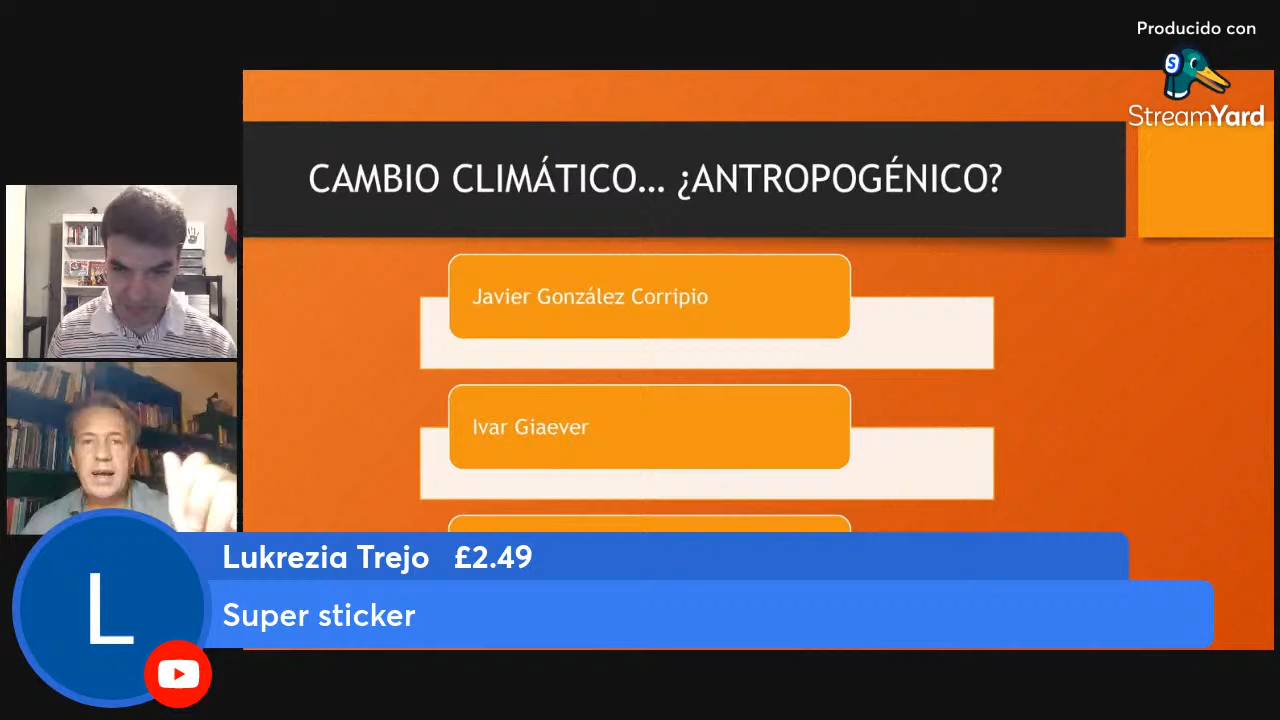 Producido con
S
StreamYard
CAMBIO CLIMÁTICO... ¿ANTROPOGÉNICO?
Javier González Corripio
Ivar Giaever
Lukrezia Trejo £2.49
L
Super sticker